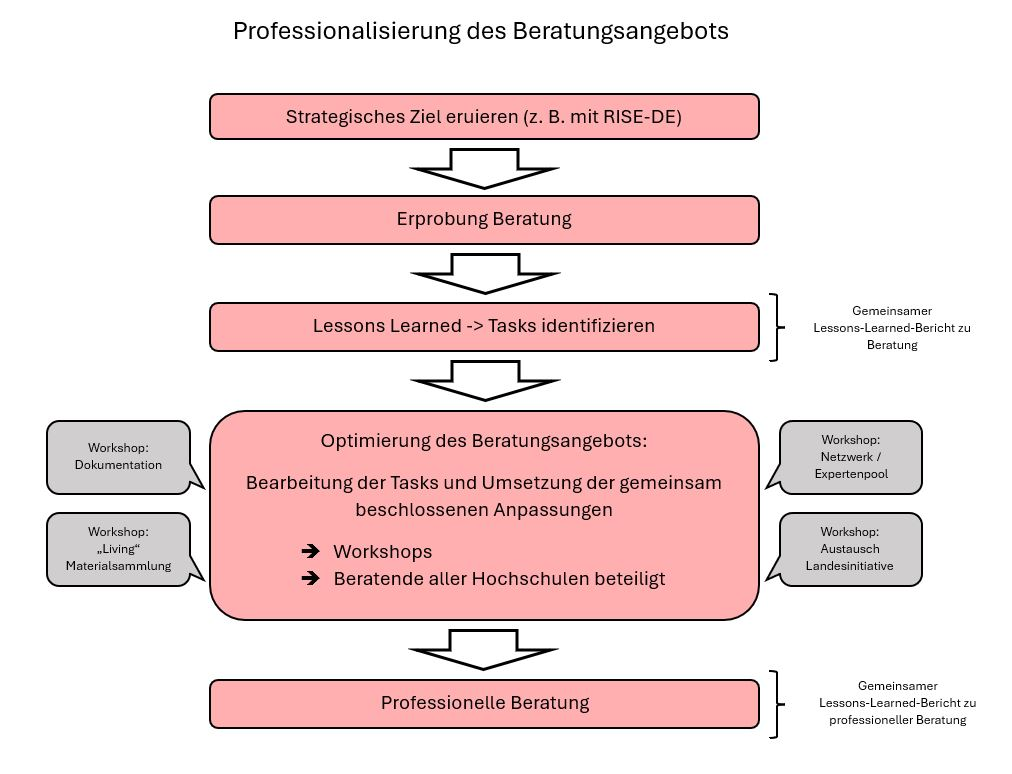 Professionalisierung des Beratungsangebots
Strategisches Ziel eruieren (z. B. mit RISE-DE)
Erprobung Beratung
Lessons Learned -> Tasks identifizieren
Gemeinsamer
Lessons-Learned-Bericht zu
Beratung
Workshop:
Dokumentation
Workshop:
„Living“
Materialsammlung
Optimierung des Beratungsangebots:
Bearbeitung der Tasks und Umsetzung der gemeinsam
beschlossenen Anpassungen
➔ Workshops
➔ Beratende aller Hochschulen beteiligt
Workshop:
Netzwerk /
Expertenpool
Workshop:
Austausch
Landesinitiative
Professionelle Beratung
Gemeinsamer
Lessons-Learned-Bericht zu
professioneller Beratung